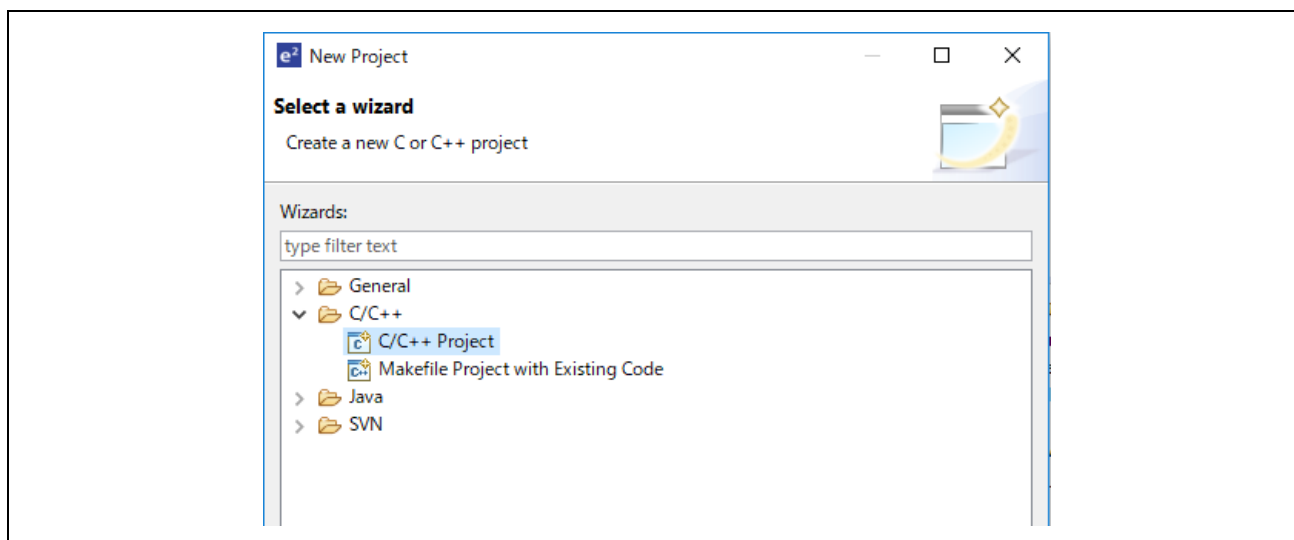 e² New Project
Select a wizard
Create a new C or C++ project
Wizards:
type filter text
General
C/C++
C/C++ Project
Makefile Project with Existing Code
Java
SVN